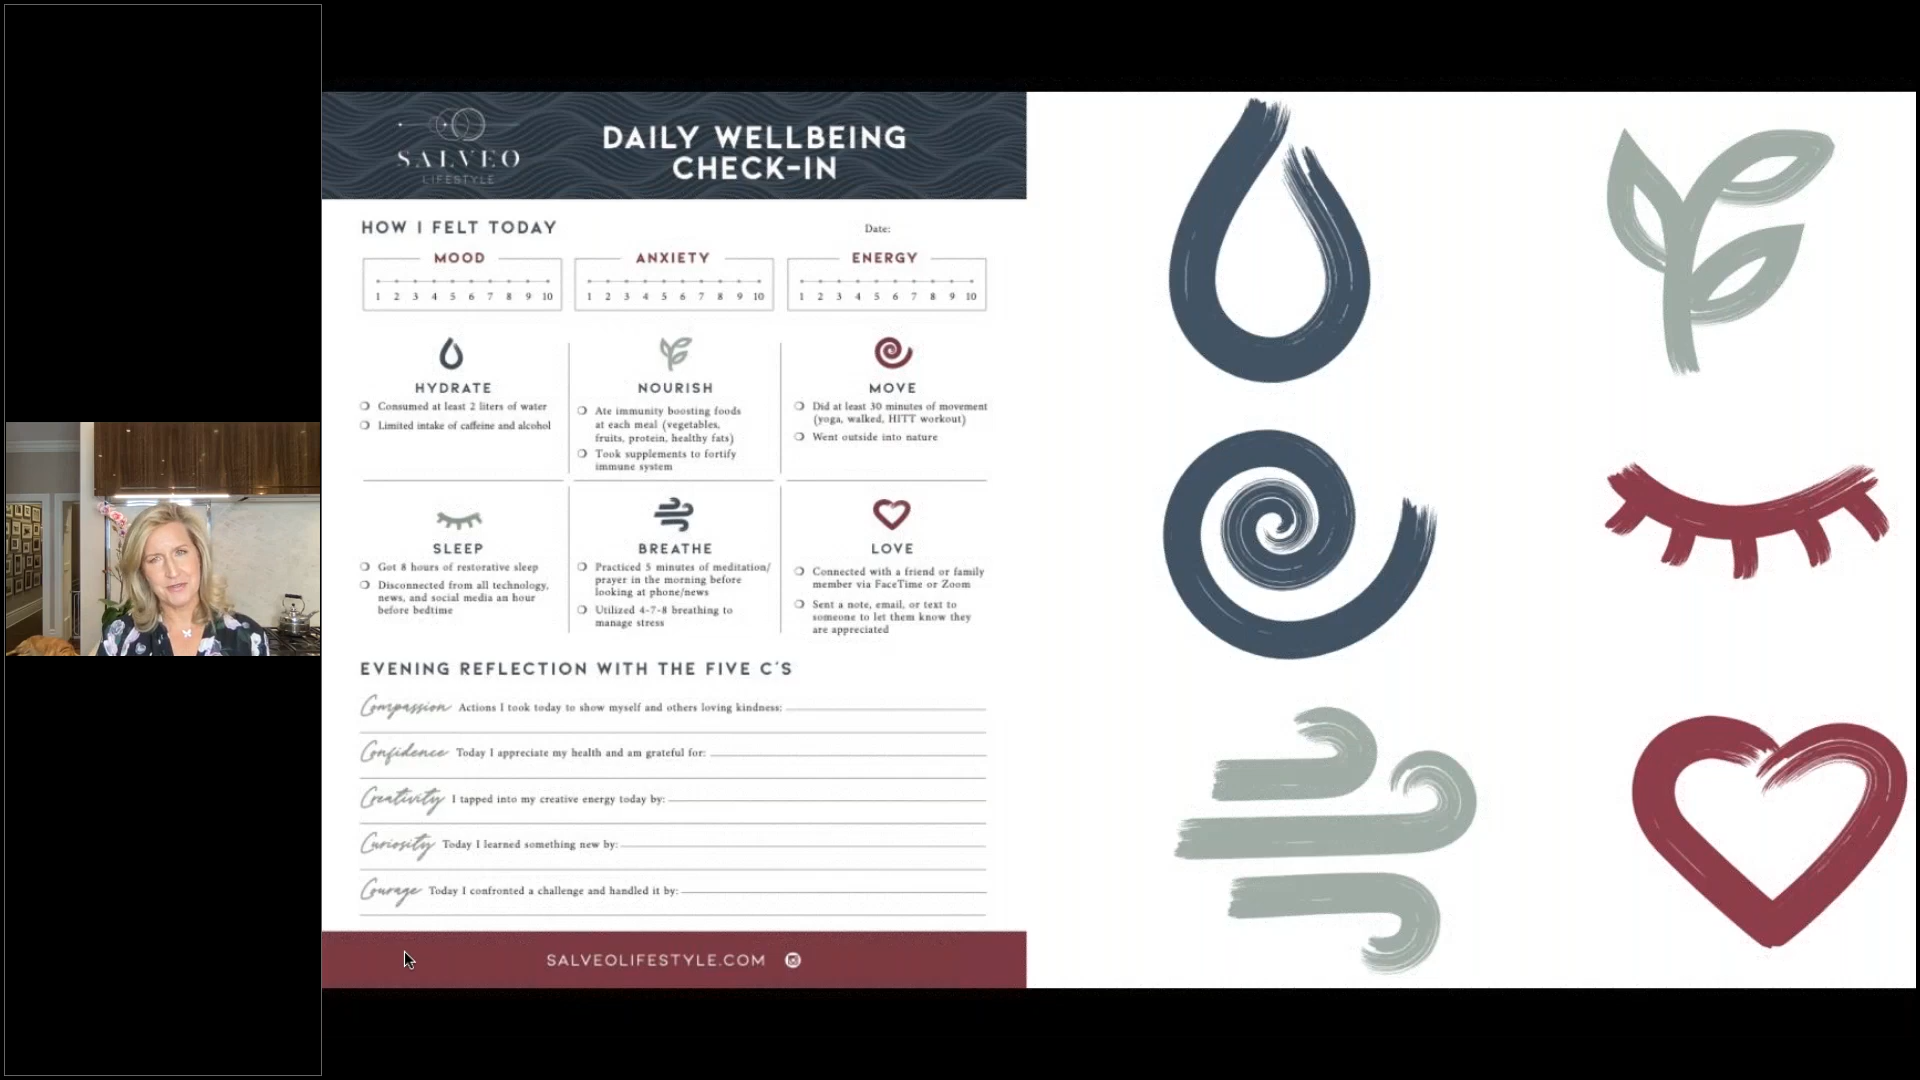 SALVEO
LIFESTYLE
DAILY WELLBEING
CHECK-IN
HOW I FELT TODAY
Date:
MOOD
1 2 3 4 5 6 7 8 9 10
ANXIETY
1 2 3 4 5 6 7 8 9 10
ENERGY
1 2 3 4 5 6 7 8 9 10
HYDRATE
Consumed at least 2 liters of water
Limited intake of caffeine and alcohol
NOURISH
Ate immunity boosting foods
at each meal (vegetables,
fruits, protein, healthy fats)
Took supplements to fortify
immune system
MOVE
Did at least 30 minutes of movement
(yoga, walked, HITT workout)
Went outside into nature
SLEEP
Got 8 hours of restorative sleep
Disconnected from all technology,
news, and social media an hour
before bedtime
BREATHE
Practiced 5 minutes of meditation/
prayer in the morning before
looking at phone/news
Utilized 4-7-8 breathing to
manage stress
LOVE
Connected with a friend or family
member via FaceTime or Zoom
Sent a note, email, or text to
someone to let them know they
are appreciated
EVENING REFLECTION WITH THE FIVE C'S
Compassion Actions I took today to show myself and others loving kindness:
Confidence Today I appreciate my health and am grateful for:
Creativity I tapped into my creative energy today by:
Curiosity Today I learned something new by:
Courage Today I confronted a challenge and handled it by:
SALVEOLIFESTYLE.COM